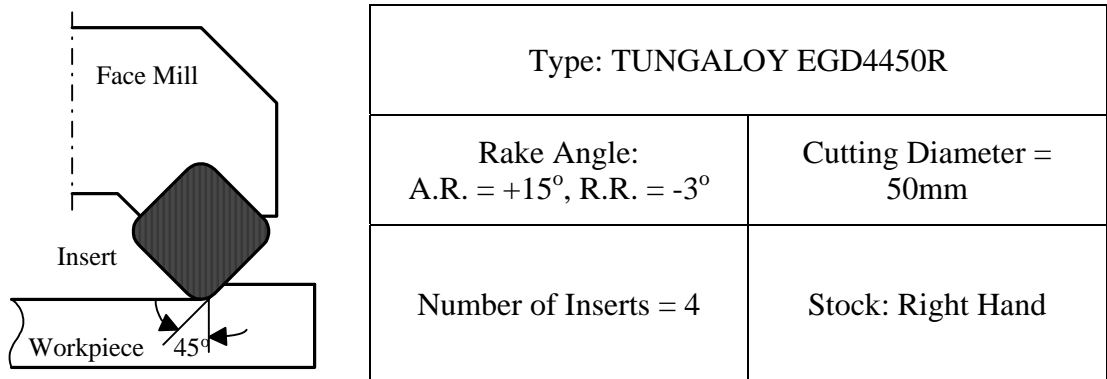 Face Mill
Insert
Workpiece
45°
Type: TUNGALOY EGD4450R
Rake Angle:
A.R. = +15°, R.R. = -3°
Cutting Diameter =
50mm
Number of Inserts = 4
Stock: Right Hand